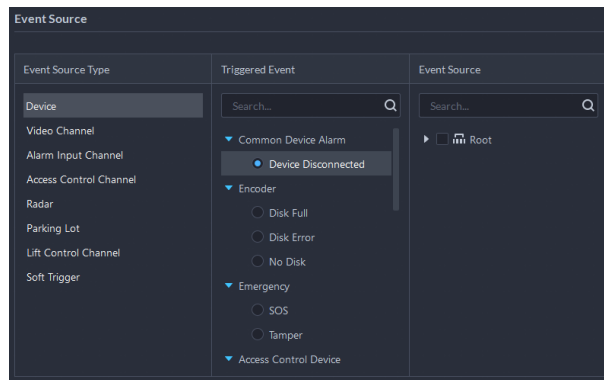 Event Source
Event Source Type
Triggered Event
Event Source
Device
Video Channel
Alarm Input Channel
Access Control Channel
Radar
Parking Lot
Lift Control Channel
Soft Trigger
Search...
Common Device Alarm
Device Disconnected
Encoder
Disk Full
Disk Error
No Disk
Emergency
SOS
Tamper
Access Control Device
Search...
Root